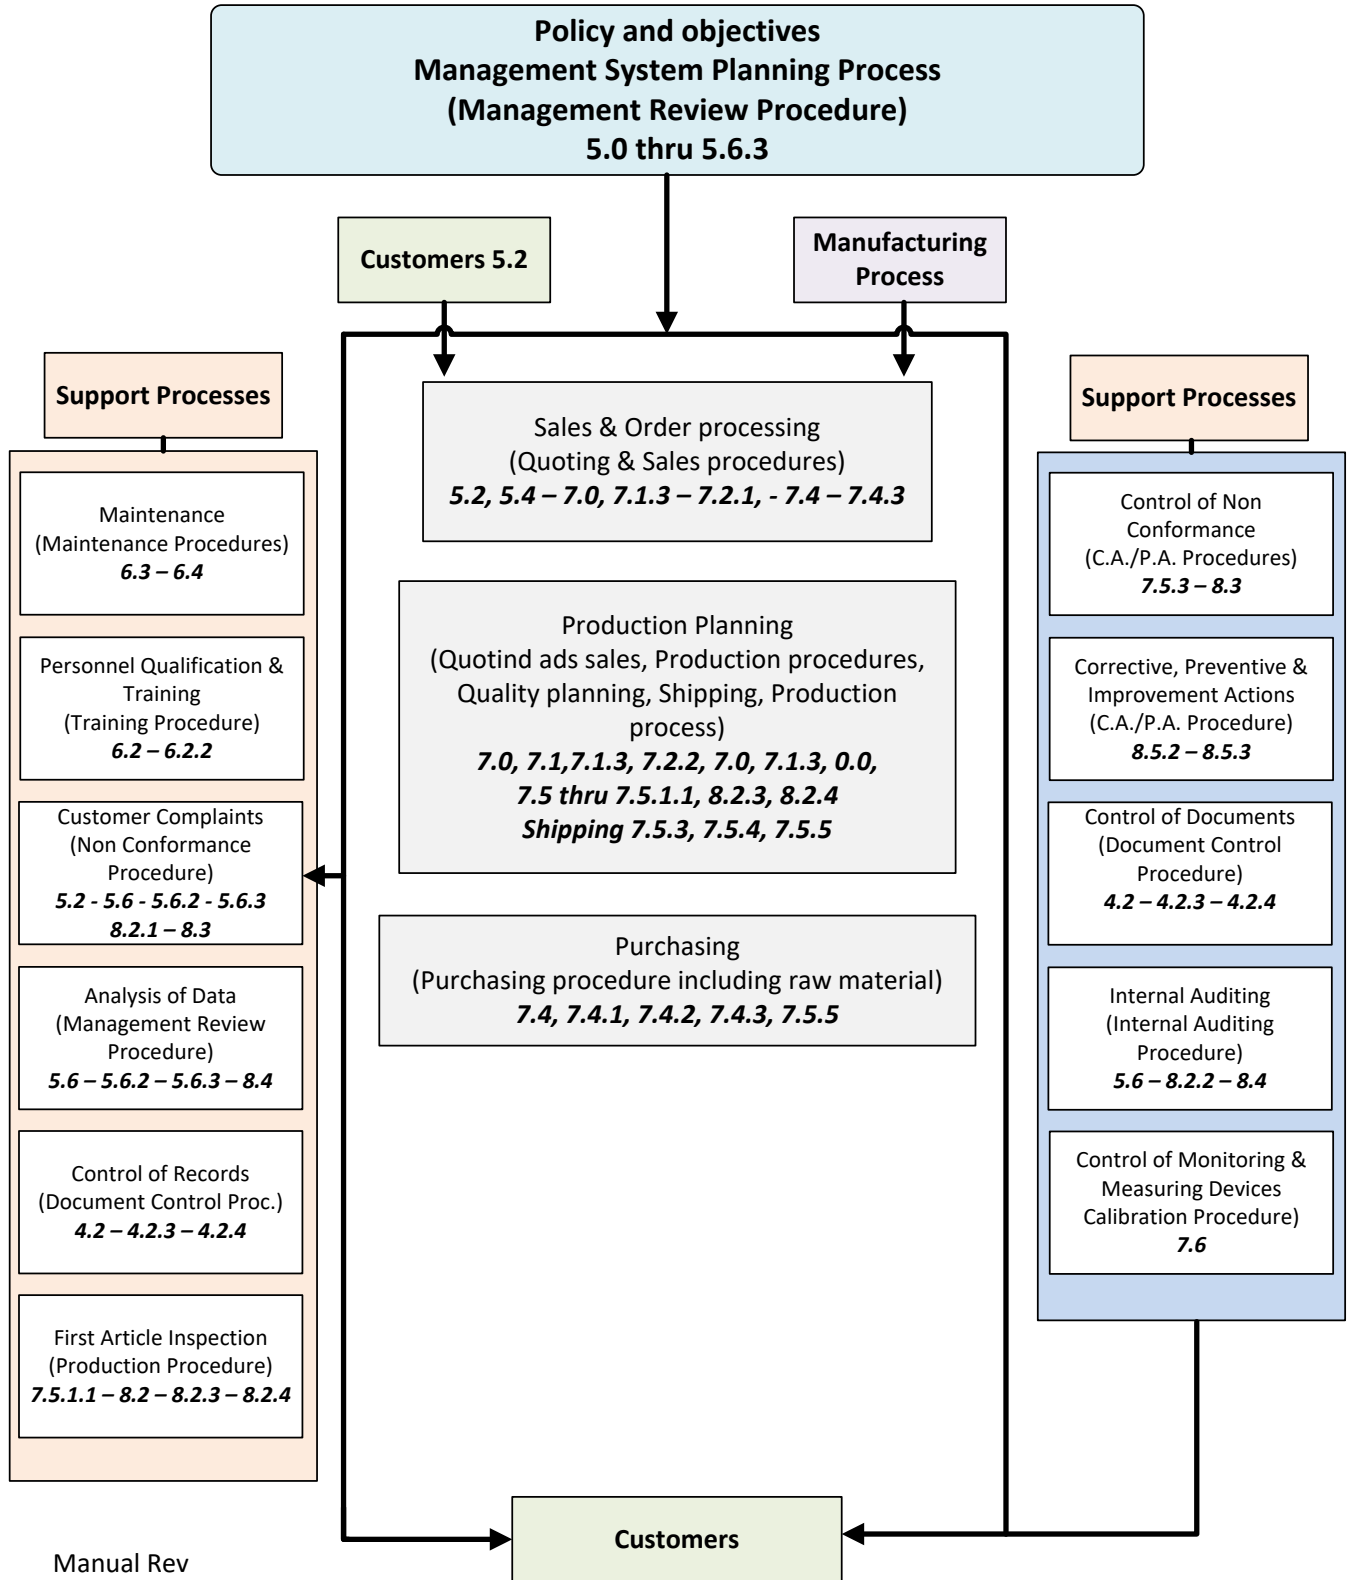 Policy and objectives
Management System Planning Process
(Management Review Procedure)
5.0 thru 5.6.3
Customers 5.2
Manufacturing
Process
Support Processes
Maintenance
(Maintenance Procedures)
6.3 – 6.4
Personnel Qualification &
Training
(Training Procedure)
6.2 – 6.2.2
Customer Complaints
(Non Conformance
Procedure)
5.2 - 5.6 - 5.6.2 - 5.6.3
8.2.1 – 8.3
Analysis of Data
(Management Review
Procedure)
5.6 – 5.6.2 – 5.6.3 – 8.4
Control of Records
(Document Control Proc.)
4.2 – 4.2.3 – 4.2.4
First Article Inspection
(Production Procedure)
7.5.1.1 – 8.2 – 8.2.3 – 8.2.4
Sales & Order processing
(Quoting & Sales procedures)
5.2, 5.4 – 7.0, 7.1.3 – 7.2.1, - 7.4 – 7.4.3
Production Planning
(Quotind ads sales, Production procedures,
Quality planning, Shipping, Production
process)
7.0, 7.1,7.1.3, 7.2.2, 7.0, 7.1.3, 0.0,
7.5 thru 7.5.1.1, 8.2.3, 8.2.4
Shipping 7.5.3, 7.5.4, 7.5.5
Purchasing
(Purchasing procedure including raw material)
7.4, 7.4.1, 7.4.2, 7.4.3, 7.5.5
Support Processes
Control of Non
Conformance
(C.A./P.A. Procedures)
7.5.3 – 8.3
Corrective, Preventive &
Improvement Actions
(C.A./P.A. Procedure)
8.5.2 – 8.5.3
Control of Documents
(Document Control
Procedure)
4.2 – 4.2.3 – 4.2.4
Internal Auditing
(Internal Auditing
Procedure)
5.6 – 8.2.2 – 8.4
Control of Monitoring &
Measuring Devices
Calibration Procedure)
7.6
Customers
Manual Rev